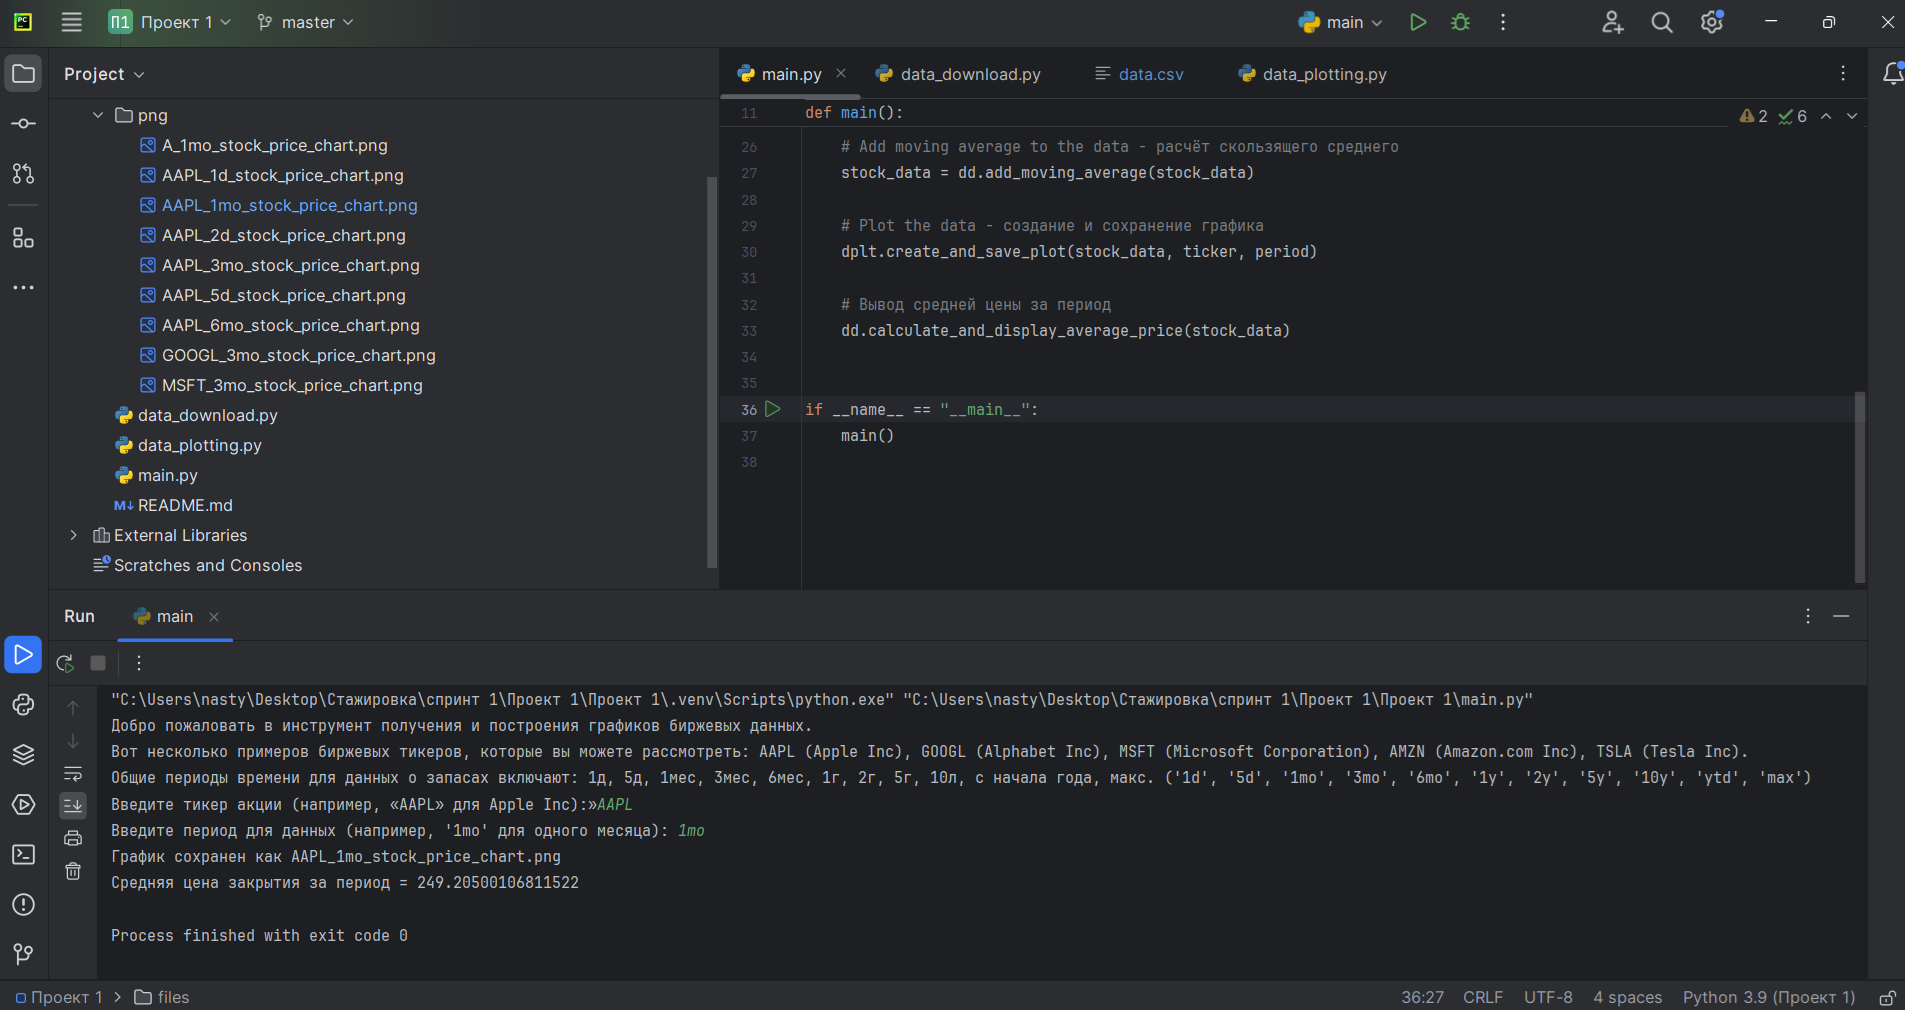 PC П1 Проект 1 master main
Project
png
A_1mo_stock_price_chart.png
AAPL_1d_stock_price_chart.png
AAPL_1mo_stock_price_chart.png
AAPL_2d_stock_price_chart.png
AAPL_3mo_stock_price_chart.png
AAPL_5d_stock_price_chart.png
AAPL_6mo_stock_price_chart.png
GOOGL_3mo_stock_price_chart.png
MSFT_3mo_stock_price_chart.png
data_download.py
data_plotting.py
main.py
M↓ README.md
External Libraries
Scratches and Consoles
main.py data_download.py data.csv data_plotting.py
11 def main():
2 6
26 # Add moving average to the data - расчёт скользящего среднего
27 stock_data = dd.add_moving_average(stock_data)
28
29 # Plot the data - создание и сохранение графика
30 dplt.create_and_save_plot(stock_data, ticker, period)
31
32 # Вывод средней цены за период
33 dd.calculate_and_display_average_price(stock_data)
34
35
36 if __name__ == "__main__":
37 main()
38
Run main
"C:\Users\nasty\Desktop\Стажировка\спринт 1\Проект 1\Проект 1\.venv\Scripts\python.exe" "C:\Users\nasty\Desktop\Стажировка\спринт 1\Проект 1\Проект 1\main.py"
Добро пожаловать в инструмент получения и построения графиков биржевых данных.
Вот несколько примеров биржевых тикеров, которые вы можете рассмотреть: AAPL (Apple Inc), GOOGL (Alphabet Inc), MSFT (Microsoft Corporation), AMZN (Amazon.com Inc), TSLA (Tesla Inc).
Общие периоды времени для данных о запасах включают: 1д, 5д, 1мес, 3мес, 6мес, 1г, 2г, 5г, 10л, с начала года, макс. ('1d', '5d', '1mo', '3mo', '6mo', '1y', '2y', '5y', '10y', 'ytd', 'max')
Введите тикер акции (например, «AAPL» для Apple Inc):»AAPL
Введите период для данных (например, '1mo' для одного месяца): 1mo
График сохранен как AAPL_1mo_stock_price_chart.png
Средняя цена закрытия за период = 249.20500106811522
Process finished with exit code 0
Проект 1 files
36:27 CRLF UTF-8 4 spaces Python 3.9 (Проект 1)